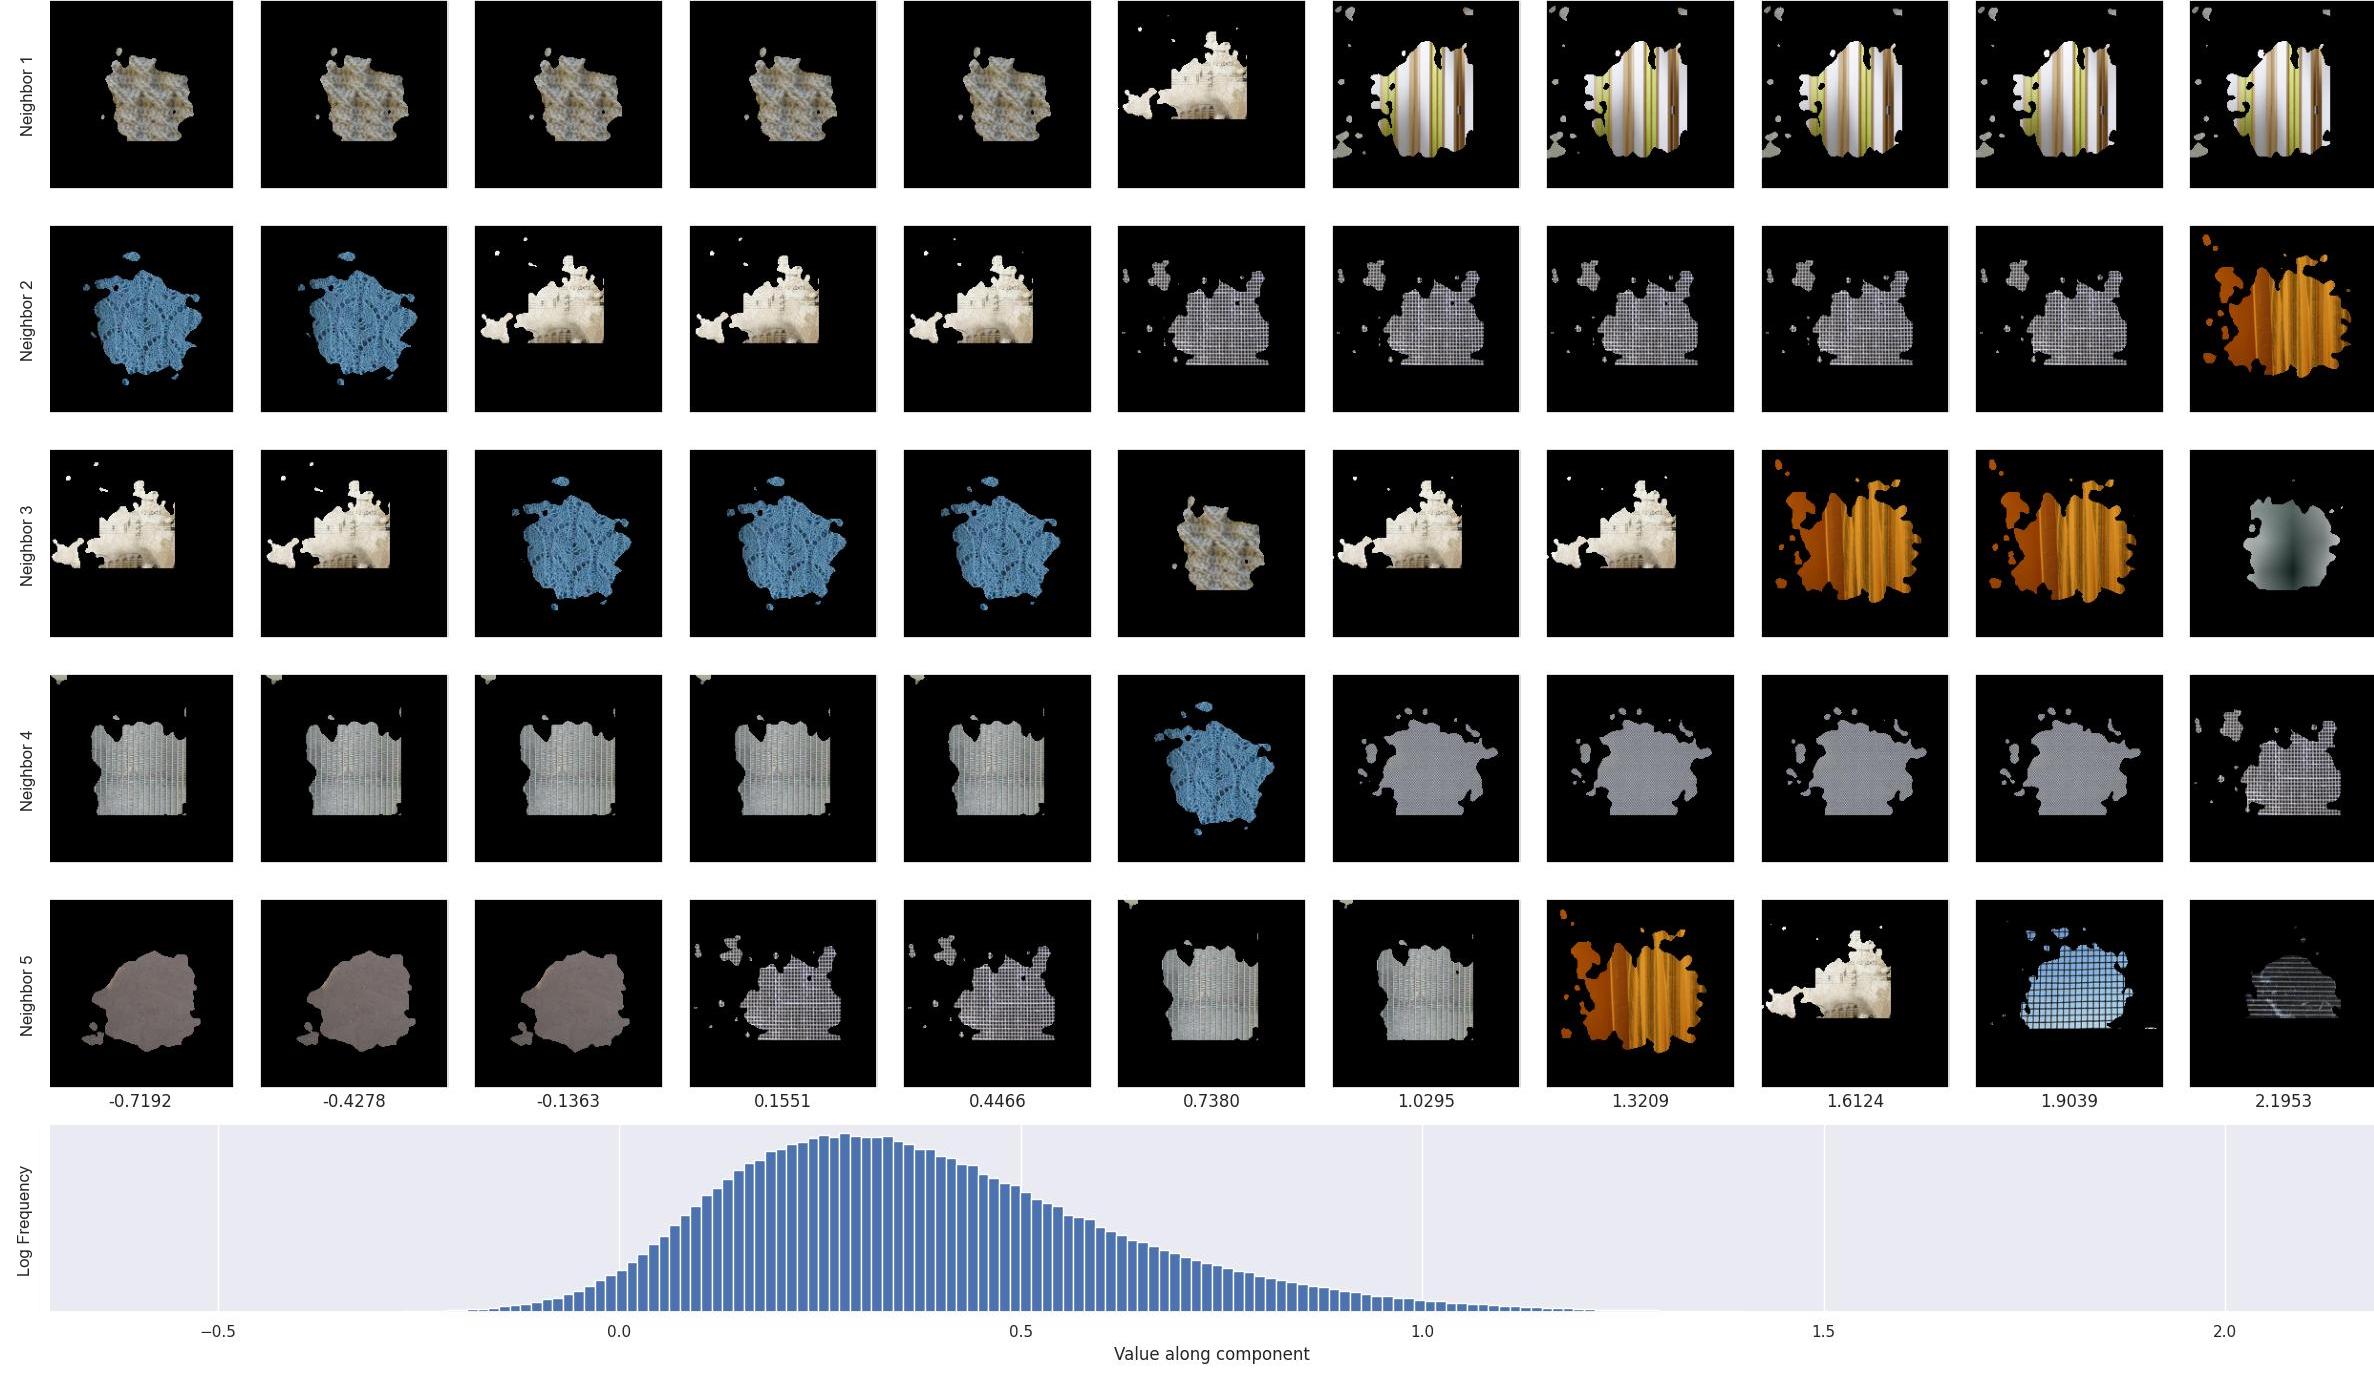 Neighbor 1
Neighbor 2
Neighbor 3
Neighbor 4
Neighbor 5
-0.7192 -0.4278 -0.1363 0.1551 0.4466 0.7380 1.0295 1.3209 1.6124 1.9039 2.1953
Log Frequency
−0.5 0.0 0.5 1.0 1.5 2.0
Value along component